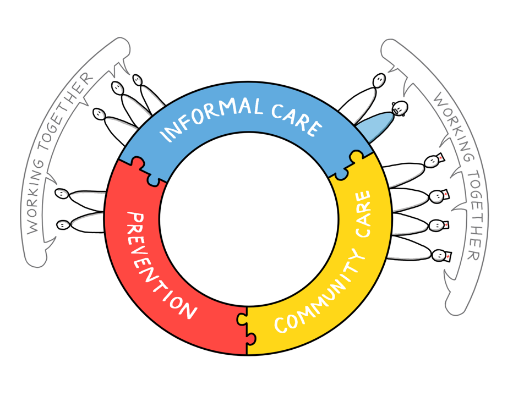 WORKING TOGETHER
INFORMAL CARE
WORKING TOGETHER
PREVENTION
COMMUNITY CARE